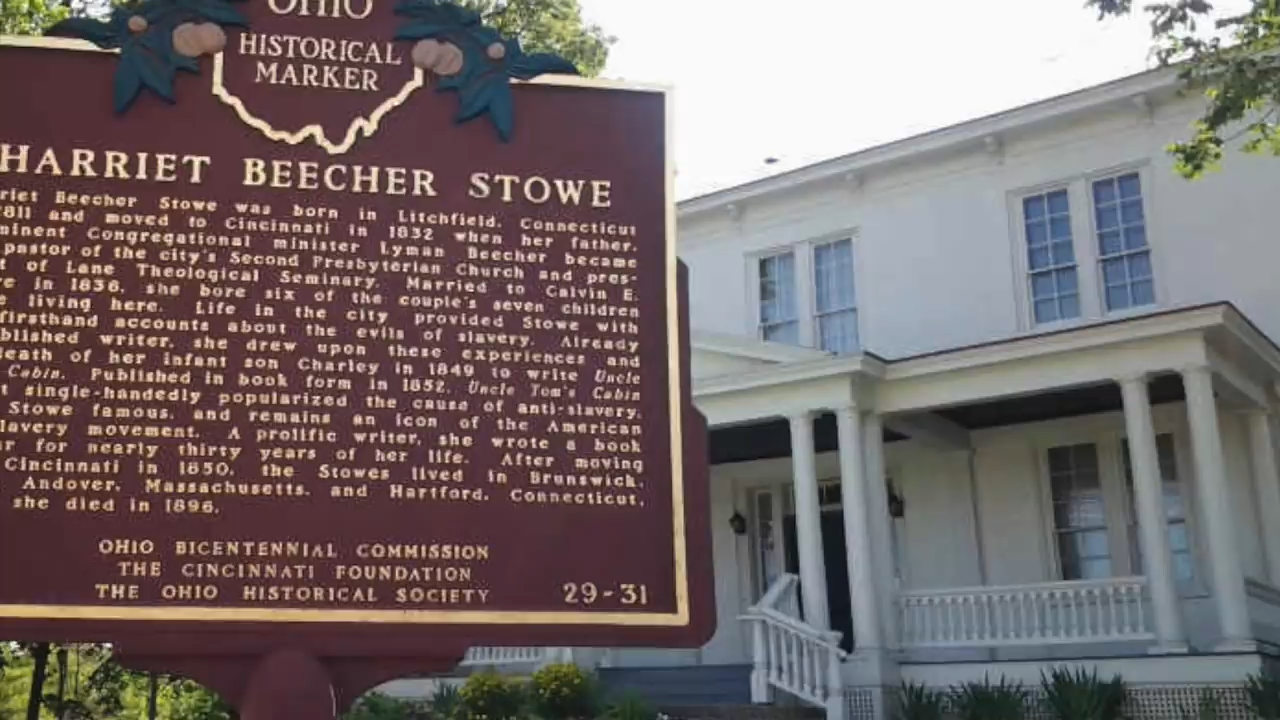 OHIO
HISTORICAL
MARKER
HARRIET BEECHER STOWE
riet Beecher Stowe was born in Litchfield, Connecticut
1811 and moved to Cincinnati in 1832 when her father,
minent Congregational minister Lyman Beecher became
pastor of the city's Second Presbyterian Church and pres-
t of Lane Theological Seminary. Married to Calvin E.
e in 1836, she bore six of the couple's seven children
e living here. Life in the city provided Stowe with
firsthand accounts about the evils of slavery. Already
blished writer, she drew upon these experiences and
death of her infant son Charley in 1849 to write Uncle
Cabin. Published in book form in 1852, Uncle Tom's Cabin
t single-handedly popularized the cause of anti-slavery,
Stowe famous, and remains an icon of the American
lavery movement. A prolific writer, she wrote a book
ar for nearly thirty years of her life. After moving
Cincinnati in 1850, the Stowes lived in Brunswick,
Andover, Massachusetts, and Hartford, Connecticut,
she died in 1896.
OHIO BICENTENNIAL COMMISSION
THE CINCINNATI FOUNDATION
THE OHIO HISTORICAL SOCIETY
29-31